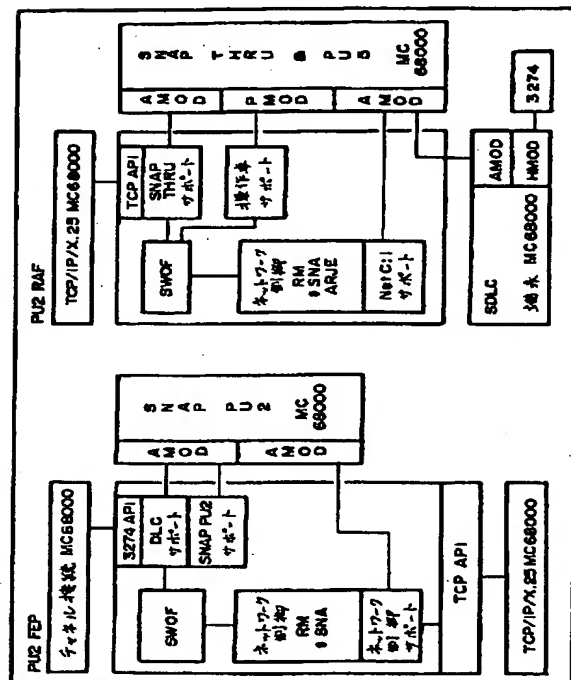 PU2 FEP
チャネル接続 MC68000
3274 API
DLC
サポート
SNAP PU2
サポート
SWOF
ネットワーク
制御
RM
$ SNA
ネットワーク
制御
サポート
TCP API
TCP/IP/X.25 MC68000
AMOD
AMOD
SNAP PU2
MC
68000
PU2 RAF
TCP/IP/X.25 MC68000
TCP API
SNAP
THRU
サポート
操作卓
サポート
SWOF
ネットワーク
制御
RM
$ SNA
ARJE
Net C:1
サポート
AMOD
PMOD
AMOD
SNAP THRU & PU5
MC
68000
SDLC
端末 MC68000
AMOD
HMOD
3274